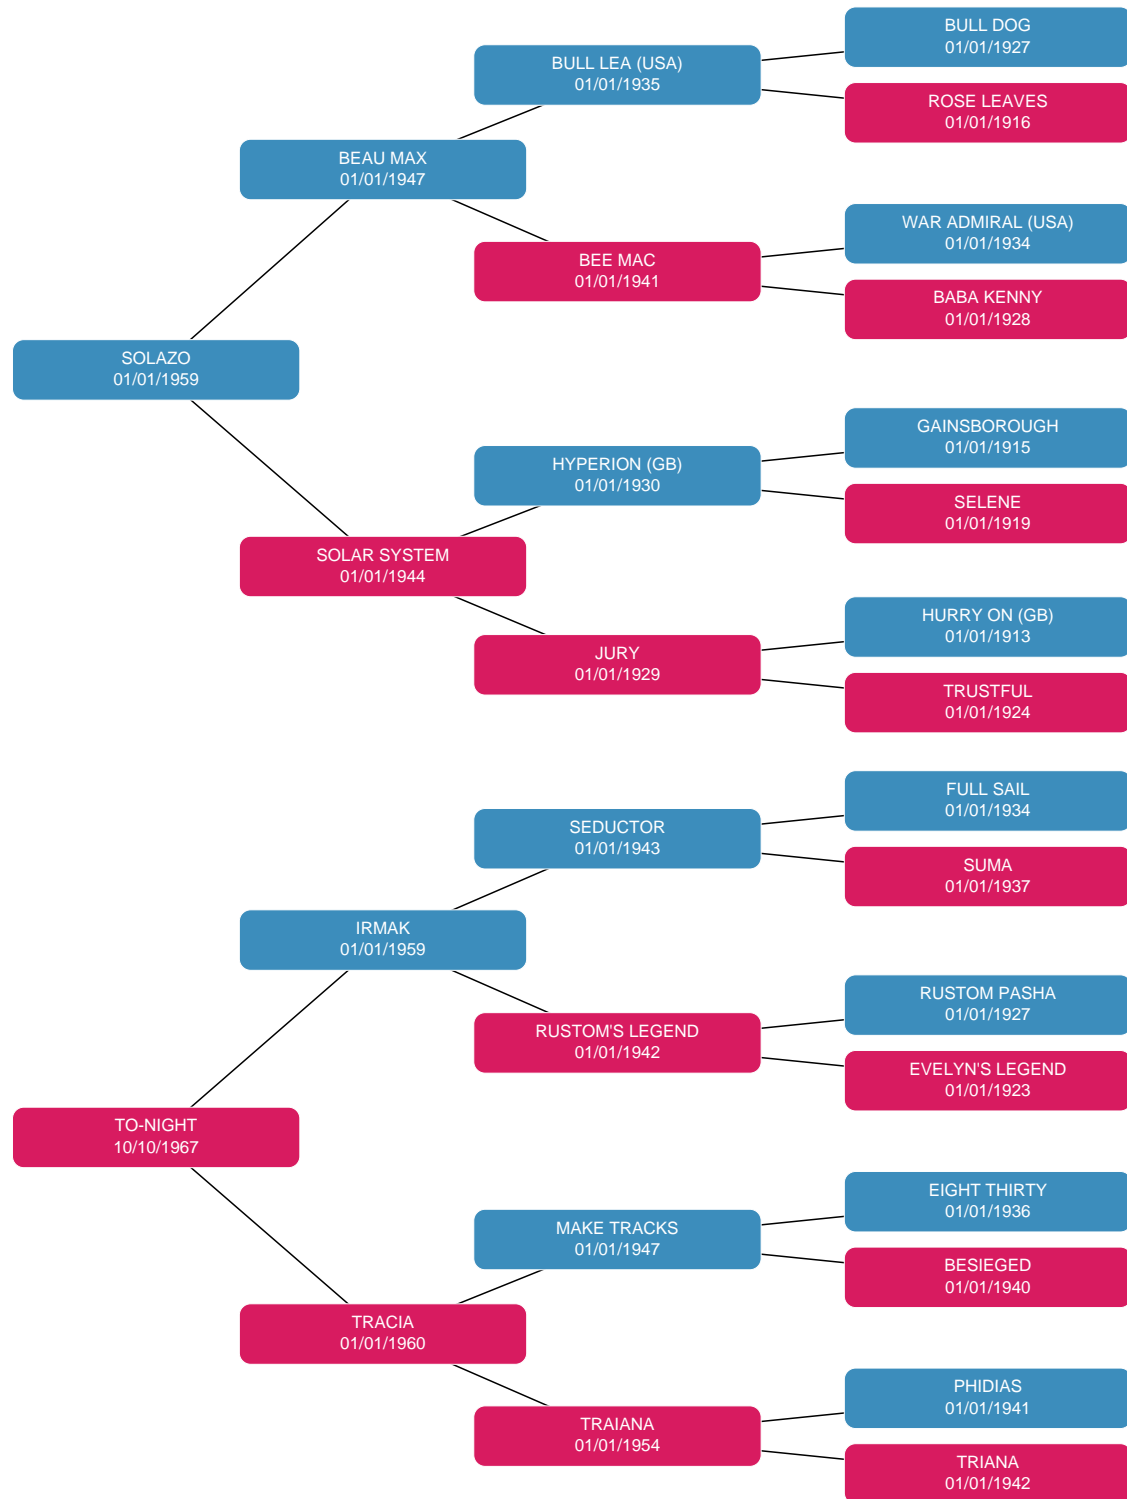 BULL DOG
01/01/1927
BULL LEA (USA)
01/01/1935
ROSE LEAVES
01/01/1916
BEAU MAX
01/01/1947
WAR ADMIRAL (USA)
01/01/1934
BEE MAC
01/01/1941
BABA KENNY
01/01/1928
SOLAZO
01/01/1959
GAINSBOROUGH
01/01/1915
HYPERION (GB)
01/01/1930
SELENE
01/01/1919
SOLAR SYSTEM
01/01/1944
HURRY ON (GB)
01/01/1913
JURY
01/01/1929
TRUSTFUL
01/01/1924
FULL SAIL
01/01/1934
SEDUCTOR
01/01/1943
SUMA
01/01/1937
IRMAK
01/01/1959
RUSTOM PASHA
01/01/1927
RUSTOM'S LEGEND
01/01/1942
EVELYN'S LEGEND
01/01/1923
TO-NIGHT
10/10/1967
EIGHT THIRTY
01/01/1936
MAKE TRACKS
01/01/1947
BESIEGED
01/01/1940
TRACIA
01/01/1960
PHIDIAS
01/01/1941
TRAIANA
01/01/1954
TRIANA
01/01/1942